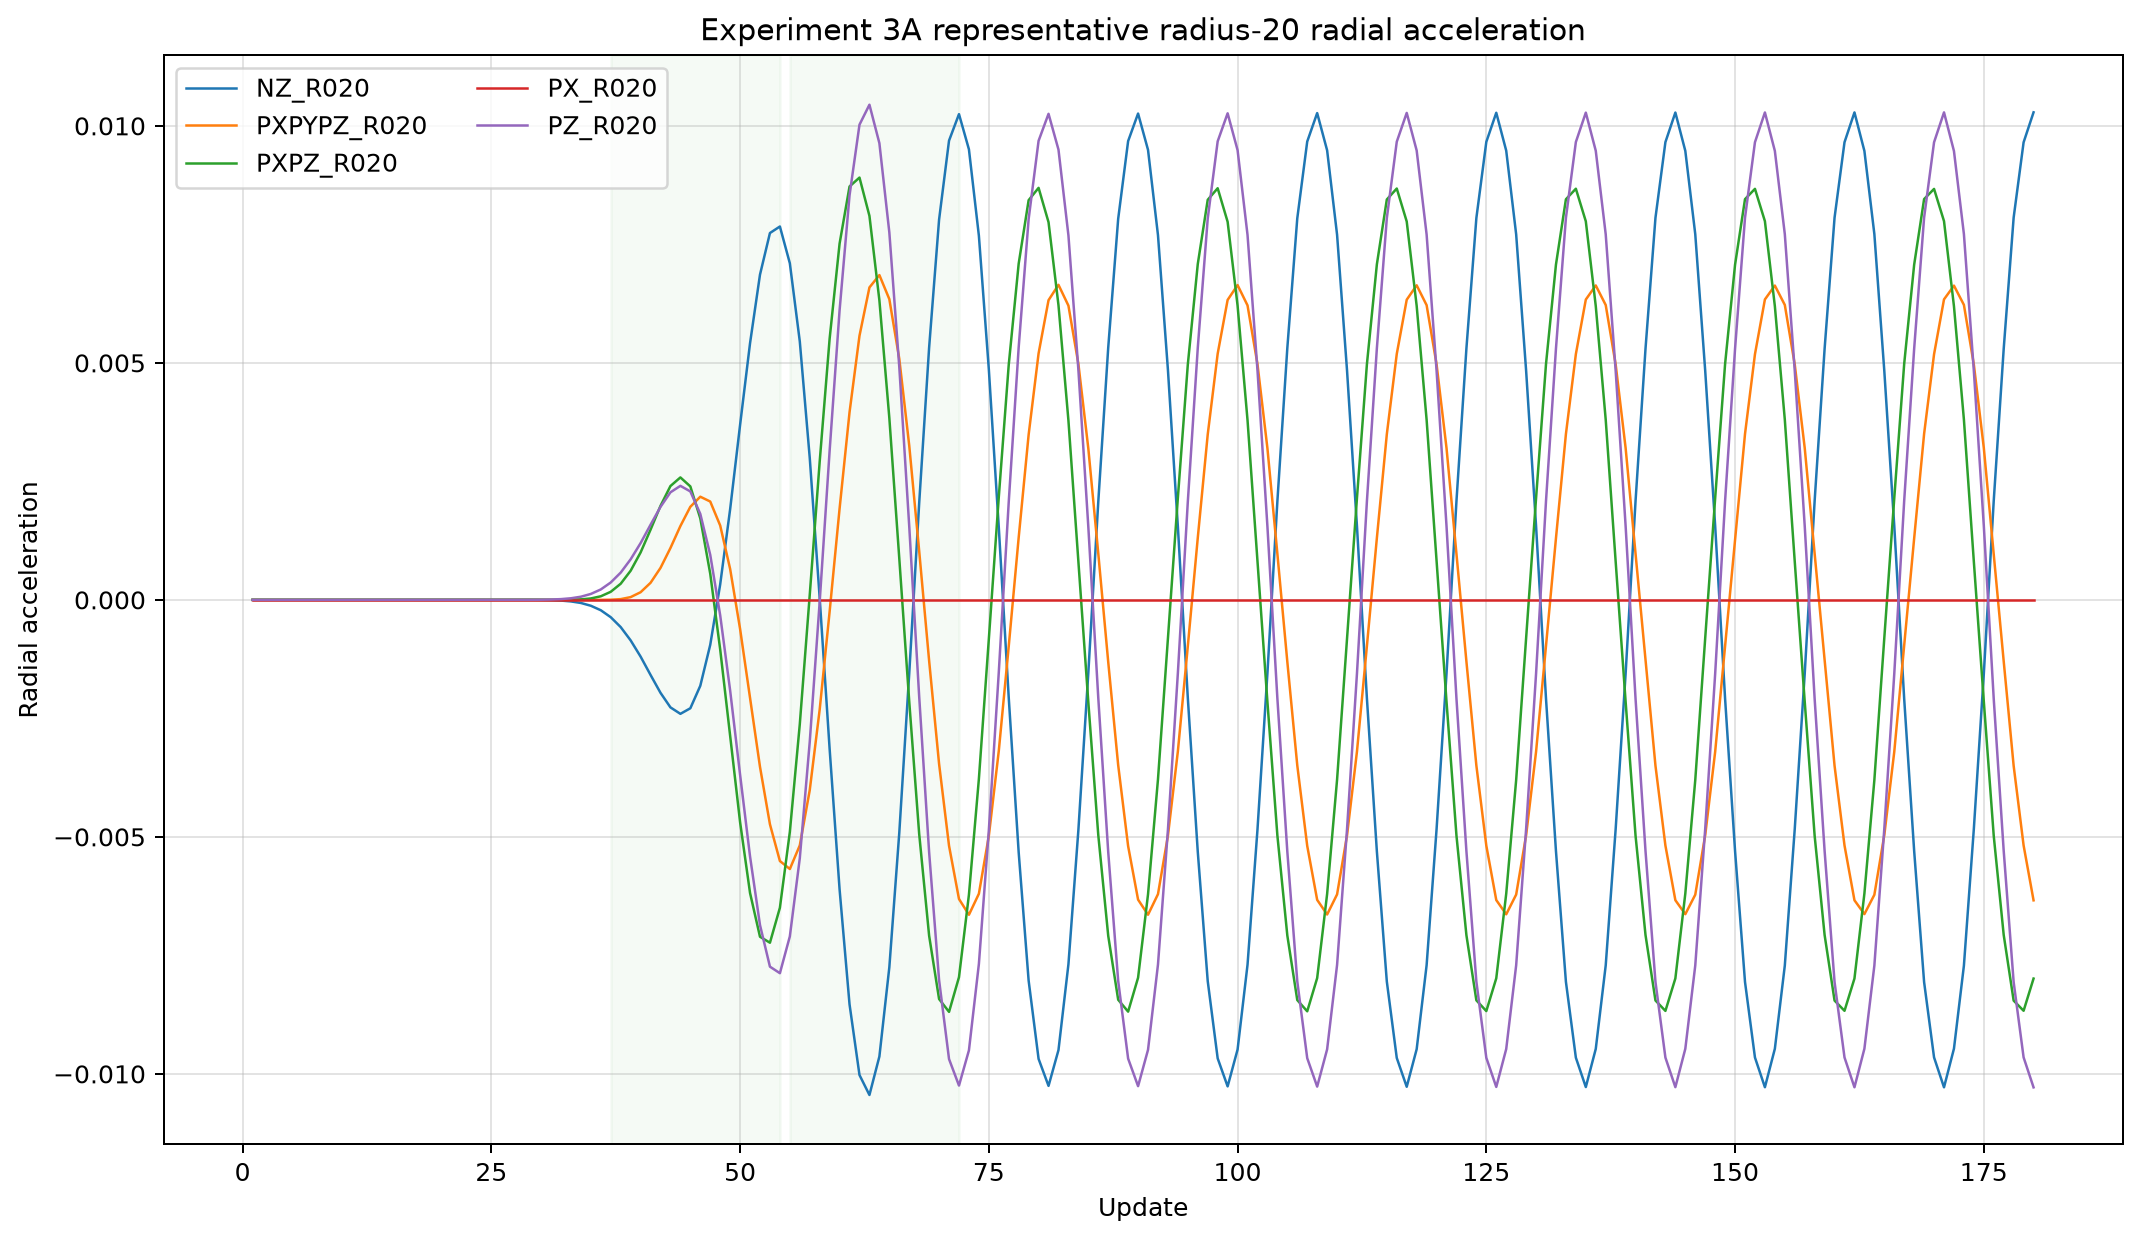 Experiment 3A representative radius-20 radial acceleration
NZ_R020
PXPYPZ_R020
PXPZ_R020
PX_R020
PZ_R020
Radial acceleration
0.010
0.005
0.000
−0.005
−0.010
0 25 50 75 100 125 150 175
Update